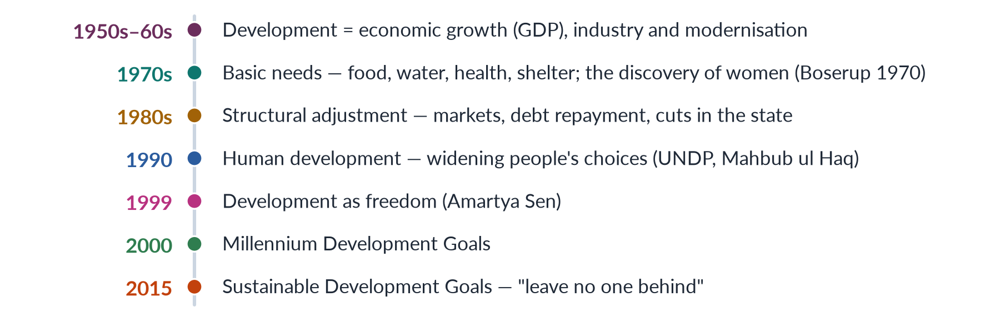 1950s–60s Development = economic growth (GDP), industry and modernisation
1970s Basic needs — food, water, health, shelter; the discovery of women (Boserup 1970)
1980s Structural adjustment — markets, debt repayment, cuts in the state
1990 Human development — widening people's choices (UNDP, Mahbub ul Haq)
1999 Development as freedom (Amartya Sen)
2000 Millennium Development Goals
2015 Sustainable Development Goals — "leave no one behind"